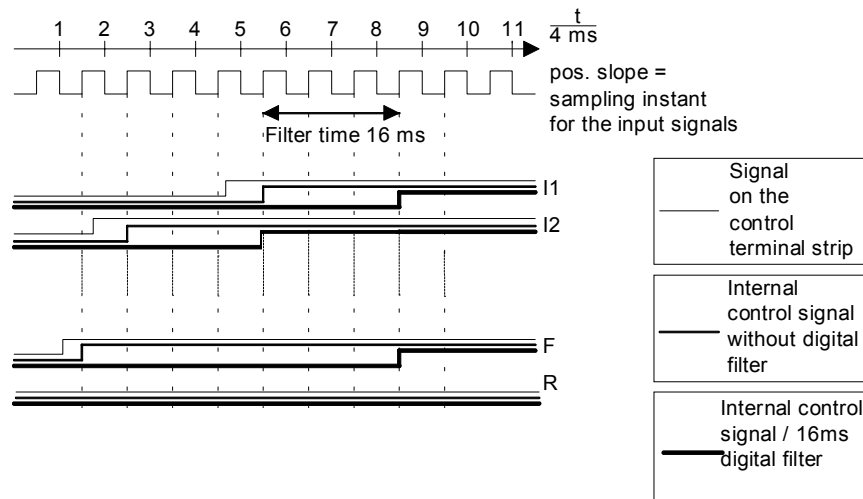 1 2 3 4 5 6 7 8 9 10 11
t
4 ms
pos. slope =
sampling instant
for the input signals
Filter time 16 ms
I1
I2
F
R
Signal
on the
control
terminal strip
Internal
control signal
without digital
filter
Internal control
signal / 16ms
digital filter